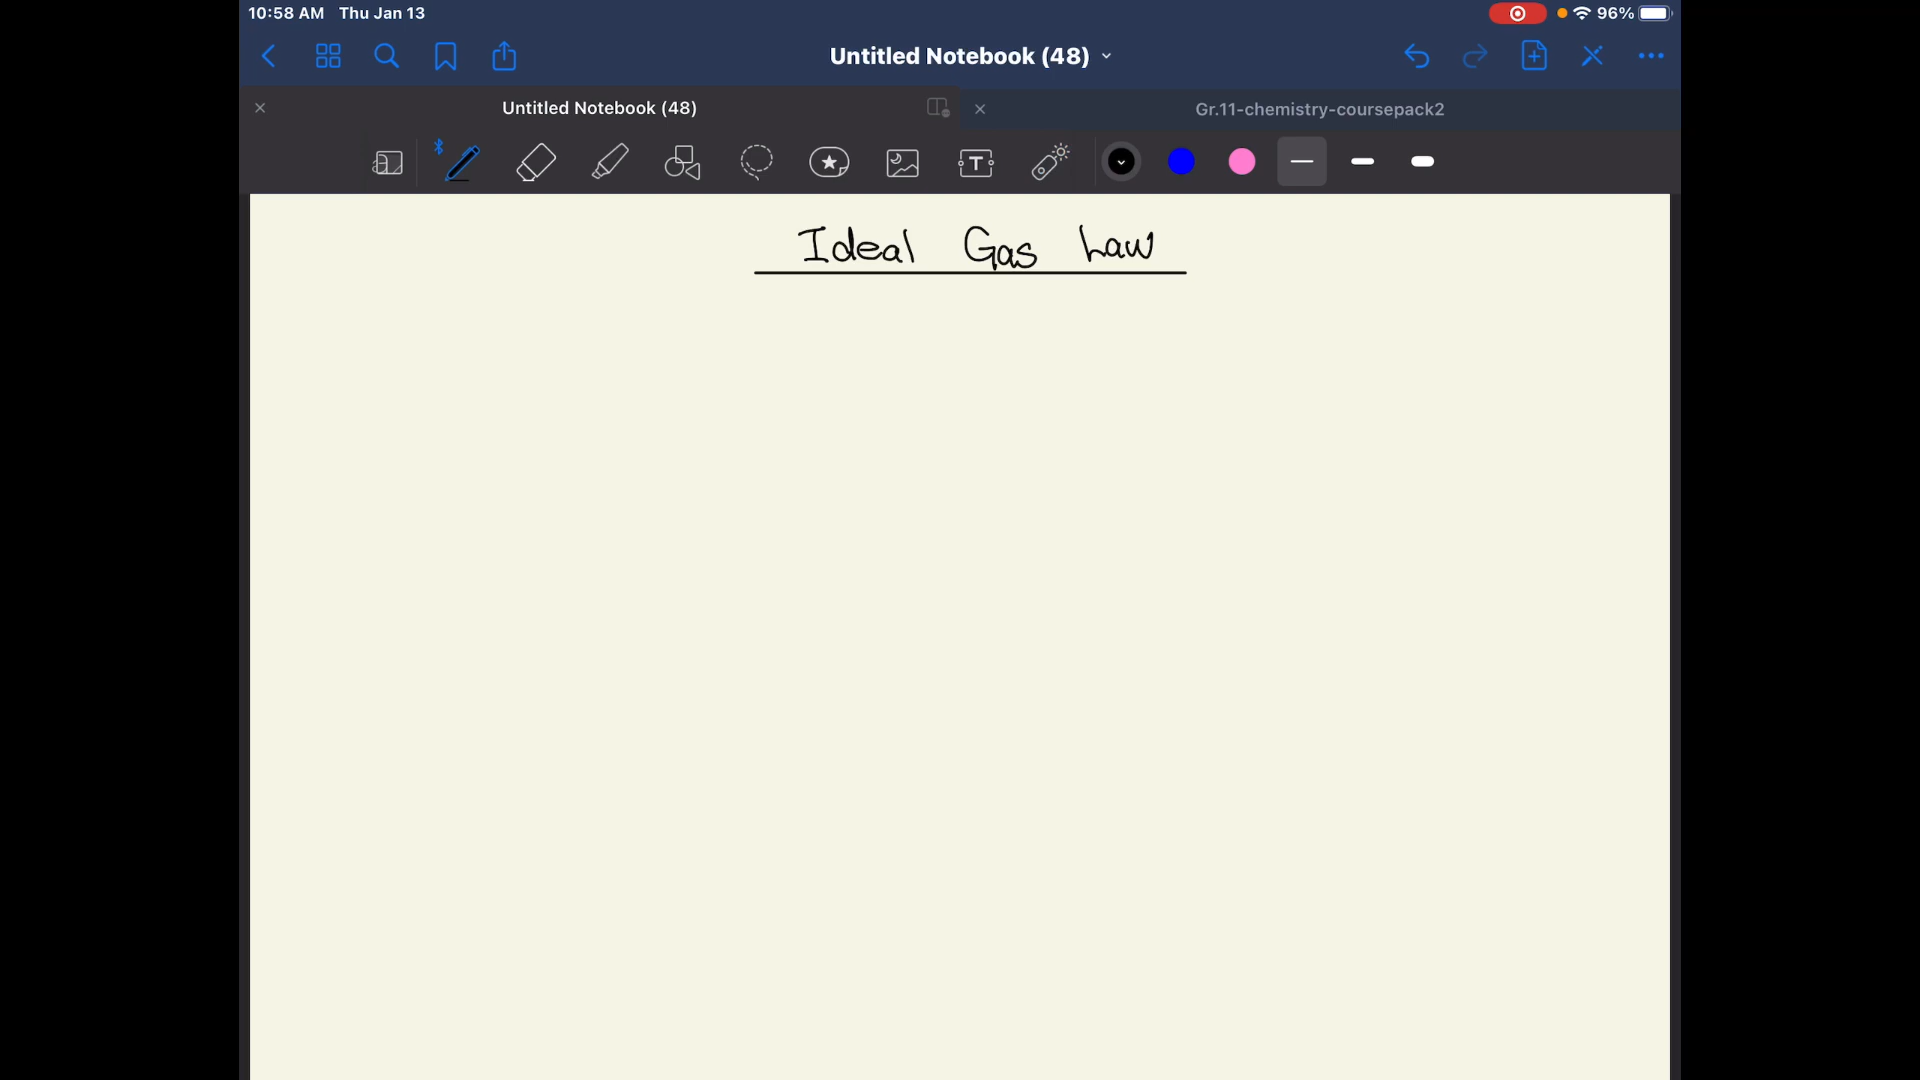 10:58 AM Thu Jan 13 96%
Untitled Notebook (48)
Untitled Notebook (48) Gr.11-chemistry-coursepack2
Ideal Gas Law